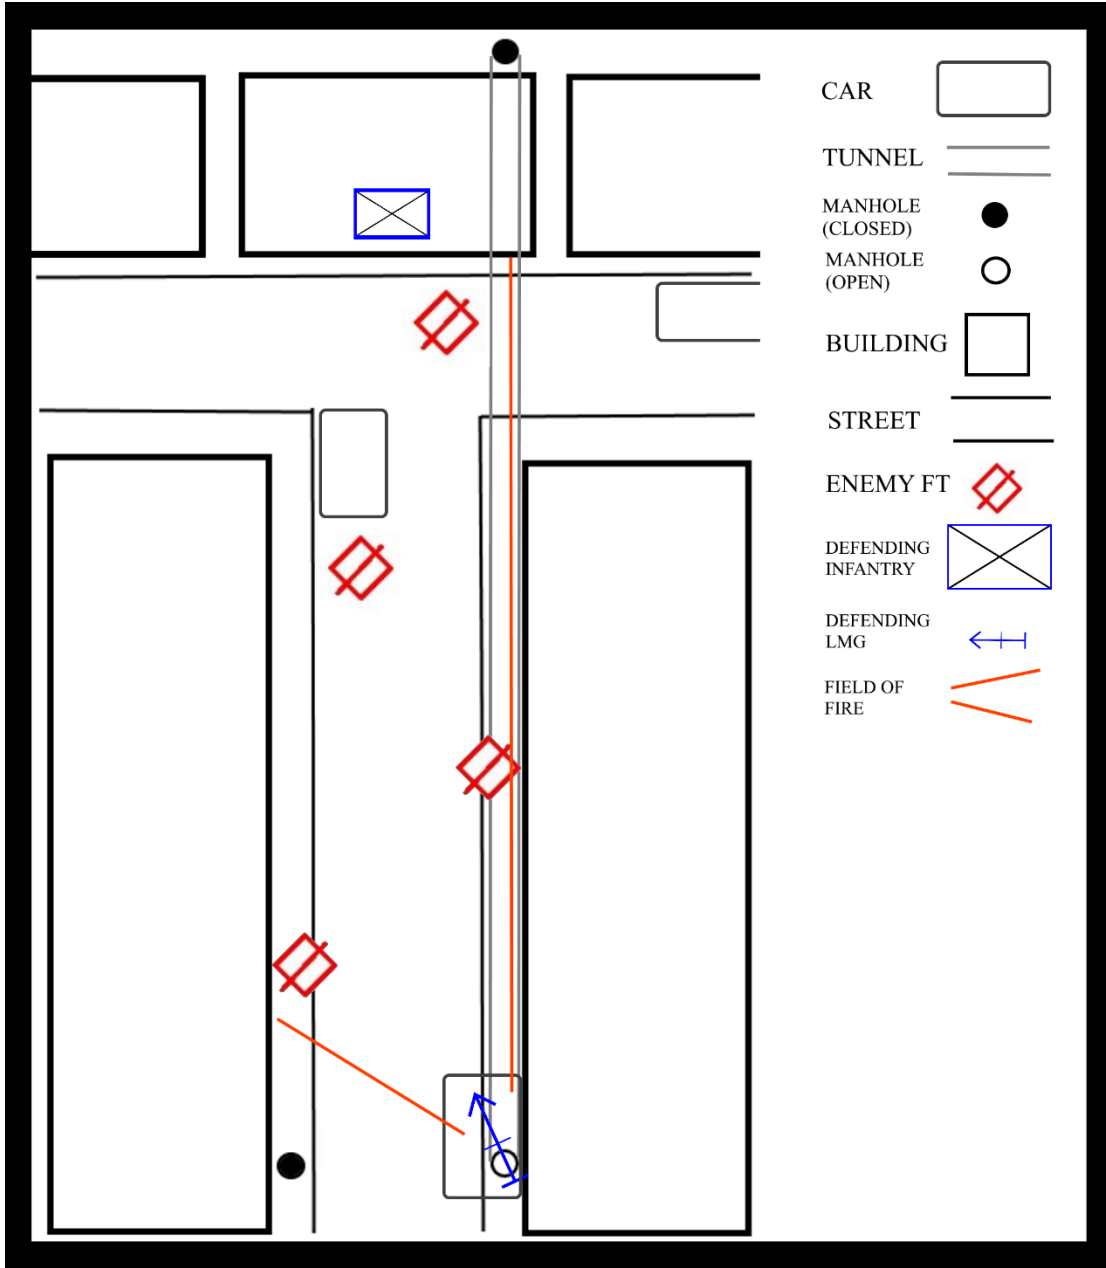 CAR
TUNNEL
MANHOLE
(CLOSED)
MANHOLE
(OPEN)
BUILDING
STREET
ENEMY FT
DEFENDING
INFANTRY
DEFENDING
LMG
FIELD OF
FIRE